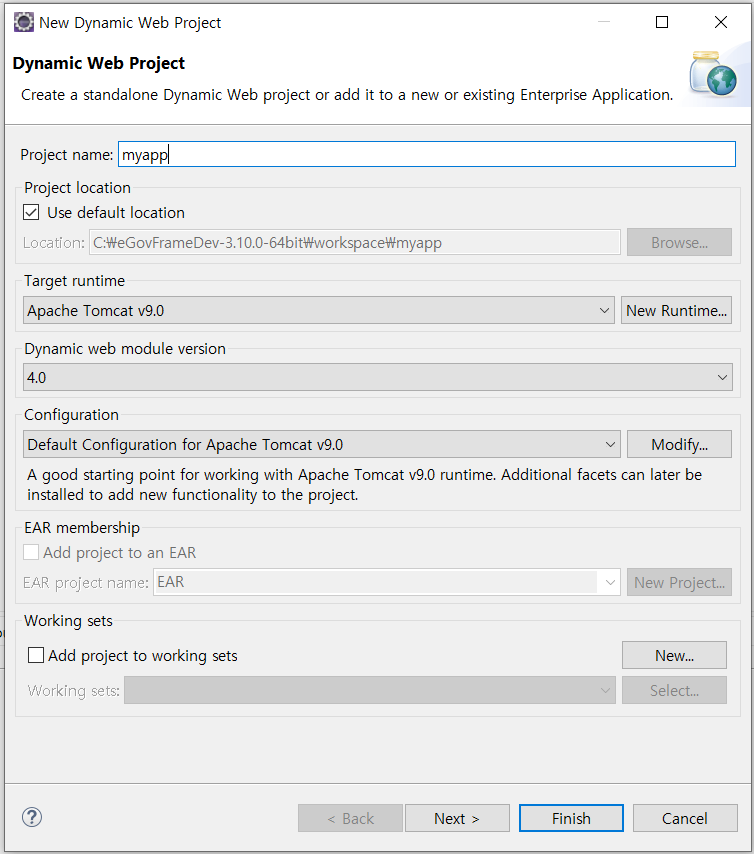 New Dynamic Web Project
Dynamic Web Project
Create a standalone Dynamic Web project or add it to a new or existing Enterprise Application.
Project name: myapp
Project location
Use default location
Location: C:₩eGovFrameDev-3.10.0-64bit₩workspace₩myapp Browse...
Target runtime
Apache Tomcat v9.0 New Runtime...
Dynamic web module version
4.0
Configuration
Default Configuration for Apache Tomcat v9.0 Modify...
A good starting point for working with Apache Tomcat v9.0 runtime. Additional facets can later be
installed to add new functionality to the project.
EAR membership
Add project to an EAR
EAR project name: EAR New Project...
Working sets
Add project to working sets New...
Working sets: Select...
? < Back Next > Finish Cancel